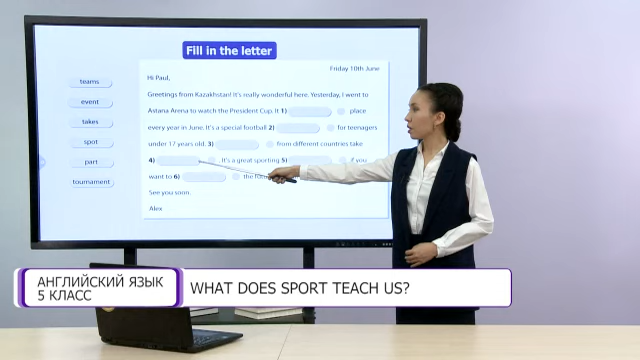 Fill in the letter
teams
event
takes
spot
part
tournament
Friday 10th June
Hi Paul,
Greetings from Kazakhstan! It's really wonderful here. Yesterday, I went to
Astana Arena to watch the President Cup. It 1) place
every year in June. It's a special football 2) for teenagers
under 17 years old. 3) from different countries take
4) . It's a great sporting 5) if you
want to 6) the
See you soon.
Alex
АНГЛИЙСКИЙ ЯЗЫК
5 КЛАСС
WHAT DOES SPORT TEACH US?